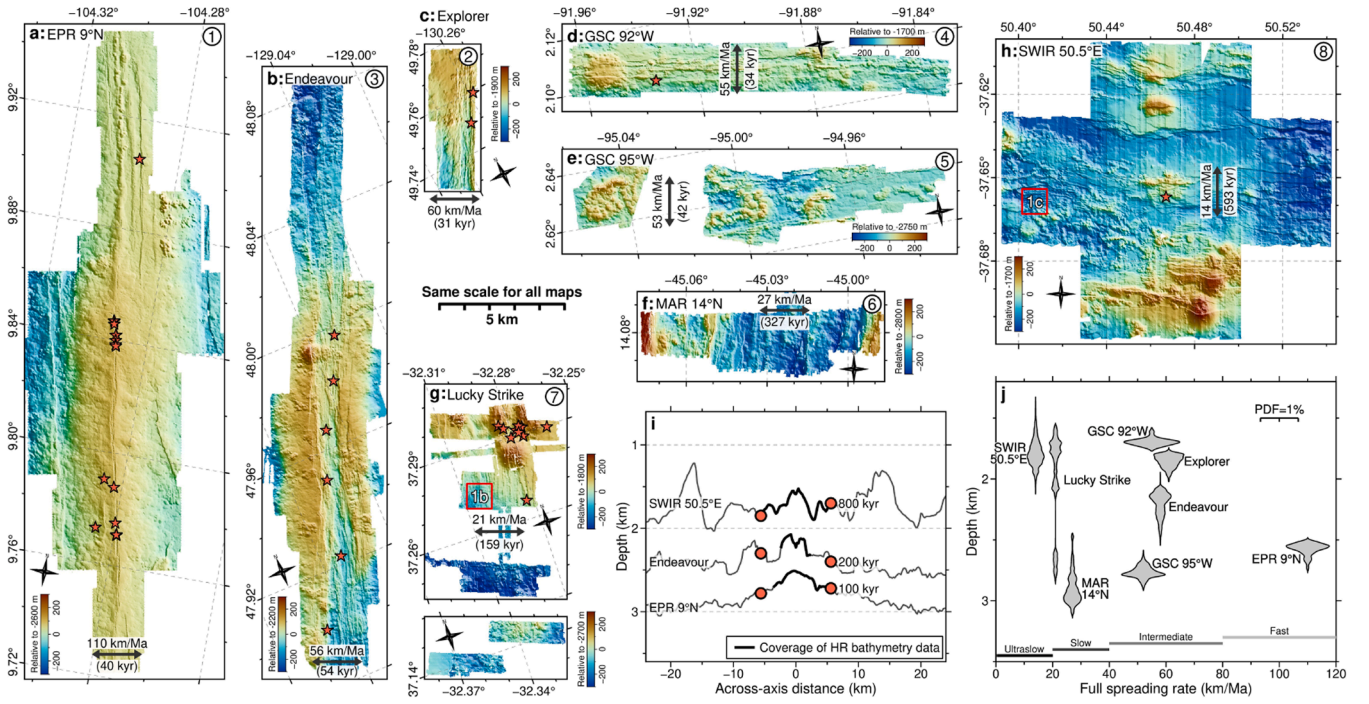 −104.32° −104.28°
a: EPR 9°N
1
9.92°
9.88°
9.84°
9.80°
9.76°
9.72°
Relative to −2600 m
−200 0 200
110 km/Ma
(40 kyr)
−129.04° −129.00°
b: Endeavour
3
48.08°
48.04°
48.00°
47.96°
47.92°
Relative to −2200 m
−200 0 200
56 km/Ma
(54 kyr)
c: Explorer
−130.26°
2
49.78°
49.76°
49.74°
Relative to −1900 m
−200 0 200
60 km/Ma
(31 kyr)
Same scale for all maps
5 km
−91.96° −91.92° −91.88° −91.84°
d: GSC 92°W
4
2.12°
2.10°
55 km/Ma
(34 kyr)
Relative to −1700 m
−200 0 200
−95.04° −95.00° −94.96°
e: GSC 95°W
5
2.64°
2.62°
53 km/Ma
(42 kyr)
Relative to −2750 m
−200 0 200
−45.06° −45.03° −45.00°
f: MAR 14°N
6
14.08°
27 km/Ma
(327 kyr)
Relative to −2800 m
−200 0 200
−32.31° −32.28° −32.25°
g: Lucky Strike
7
37.29°
37.26°
37.14°
1b
21 km/Ma
(159 kyr)
Relative to −1800 m
−200 0 200
Relative to −2700 m
−200 0 200
−32.37° −32.34°
50.40° 50.44° 50.48° 50.52°
h: SWIR 50.5°E
8
−37.62°
−37.65°
−37.68°
1c
14 km/Ma
(593 kyr)
Relative to −1700 m
−200 0 200
i
Depth (km)
1
2
3
SWIR 50.5°E
800 kyr
Endeavour
200 kyr
EPR 9°N
100 kyr
Coverage of HR bathymetry data
−20 −10 0 10 20
Across-axis distance (km)
j
PDF=1%
Depth (km)
2
3
SWIR
50.5°E
GSC 92°W
Explorer
Lucky Strike
Endeavour
GSC 95°W
EPR 9°N
MAR
14°N
Ultraslow
Slow
Intermediate
Fast
0 20 40 60 80 100 120
Full spreading rate (km/Ma)